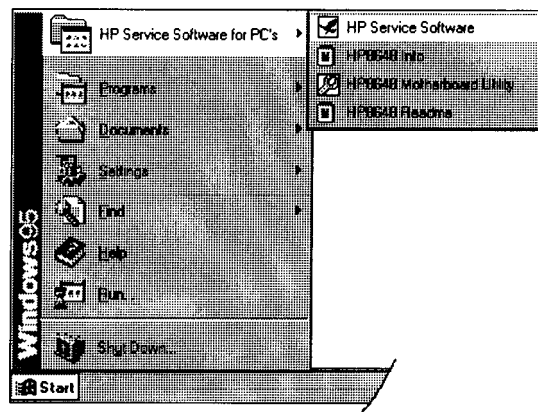 HP Service Software for PC's
Programs
Documents
Settings
Find
Help
Run...
Shut Down...
Windows95
Start
HP Service Software
HP8648 Info
HP8648 Motherboard Utility
HP8648 Readme